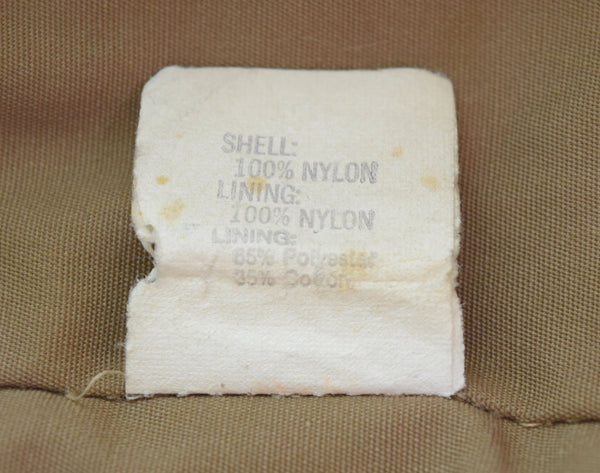 SHELL:
100% NYLON
LINING:
100% NYLON
LINING:
65% Polyester
35% Cotton